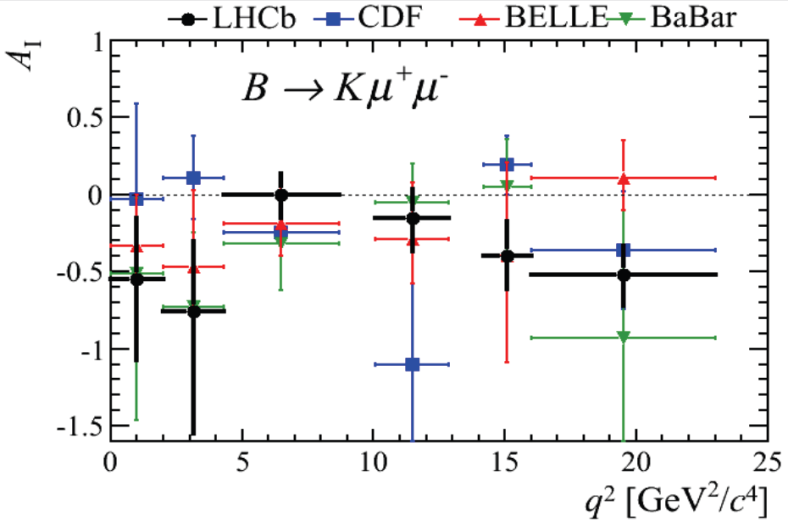 LHCb CDF BELLE BaBar
A_I
B → Kμ⁺μ⁻
1
0.5
0
-0.5
-1
-1.5
0 5 10 15 20 25
q² [GeV²/c⁴]